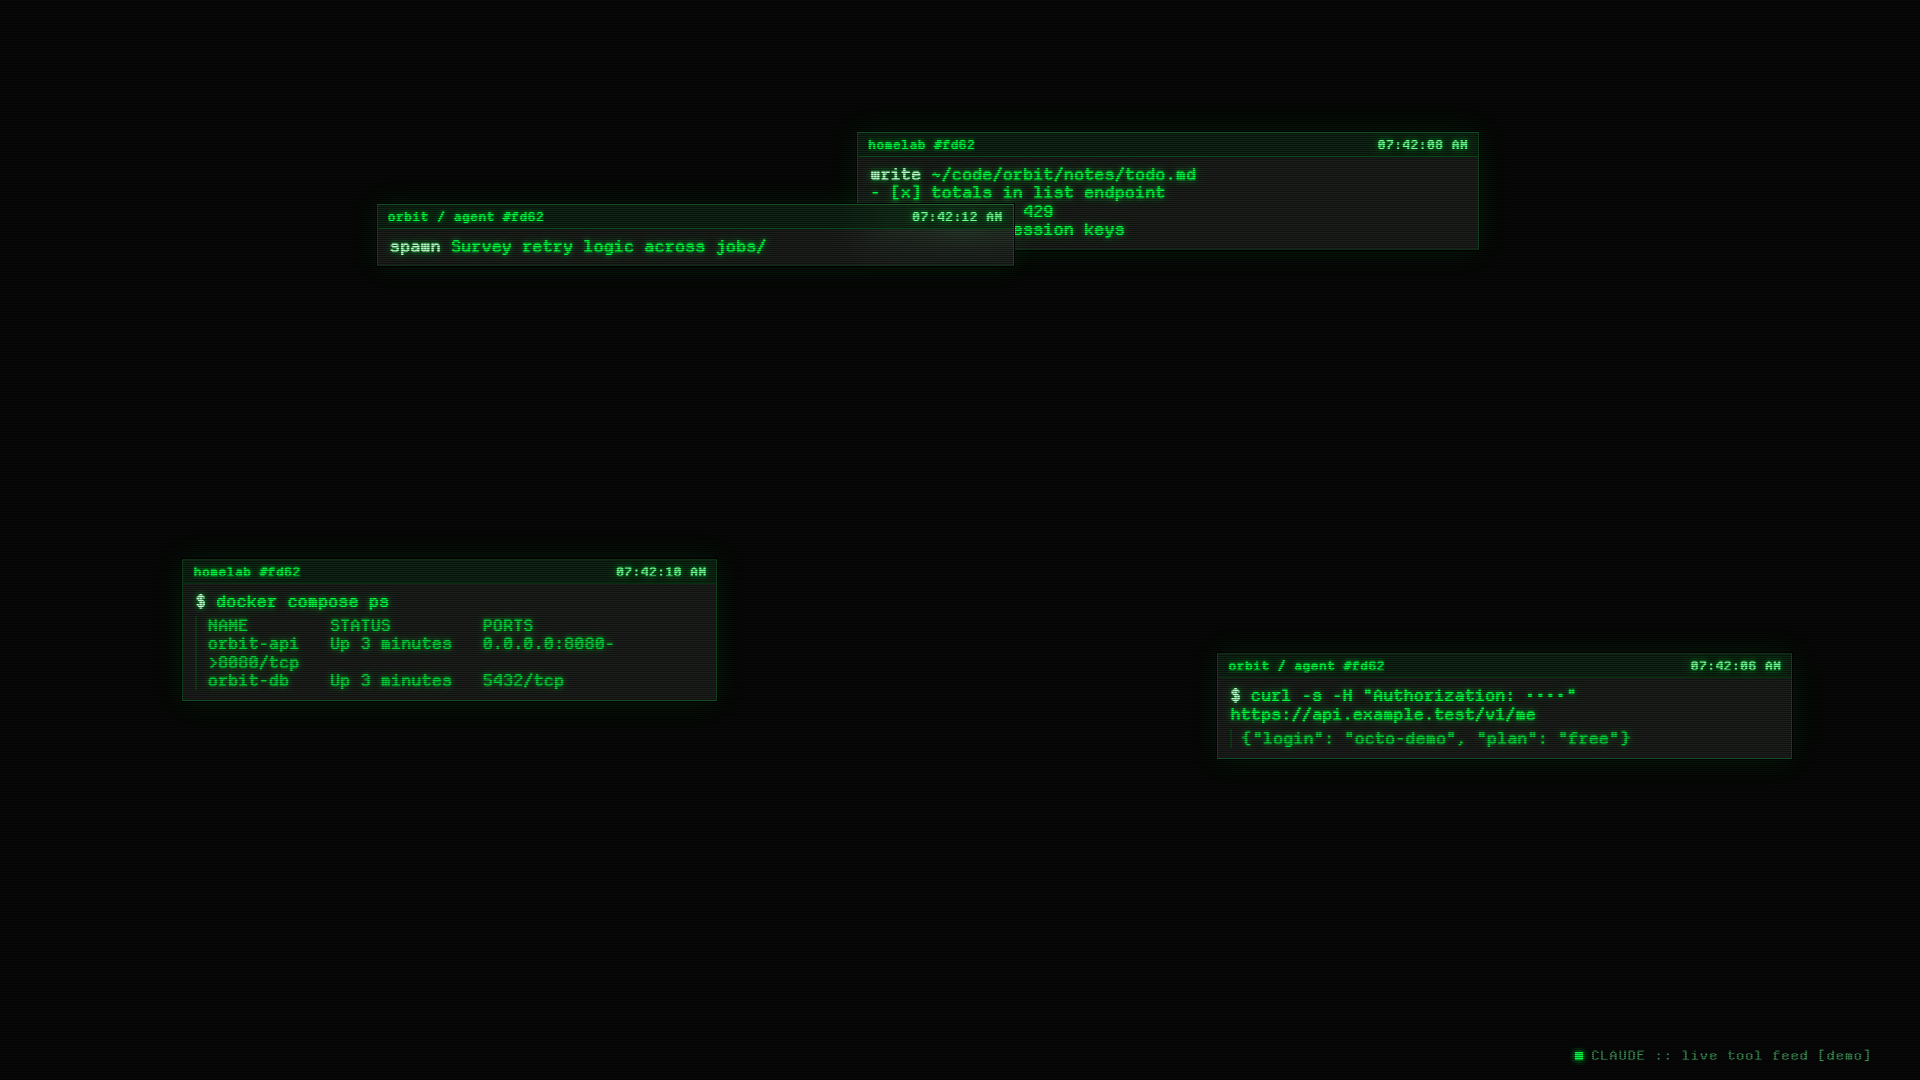 homelab #fd62 07:42:08 AM
write ~/code/orbit/notes/todo.md
- [x] totals in list endpoint
429
ession keys
orbit / agent #fd62 07:42:12 AM
spawn Survey retry logic across jobs/
homelab #fd62 07:42:10 AM
$ docker compose ps
NAME STATUS PORTS
orbit-api Up 3 minutes 0.0.0.0:8080-
>8080/tcp
orbit-db Up 3 minutes 5432/tcp
orbit / agent #fd62 07:42:06 AM
$ curl -s -H "Authorization: ····"
https://api.example.test/v1/me
{"login": "octo-demo", "plan": "free"}
CLAUDE :: live tool feed [demo]